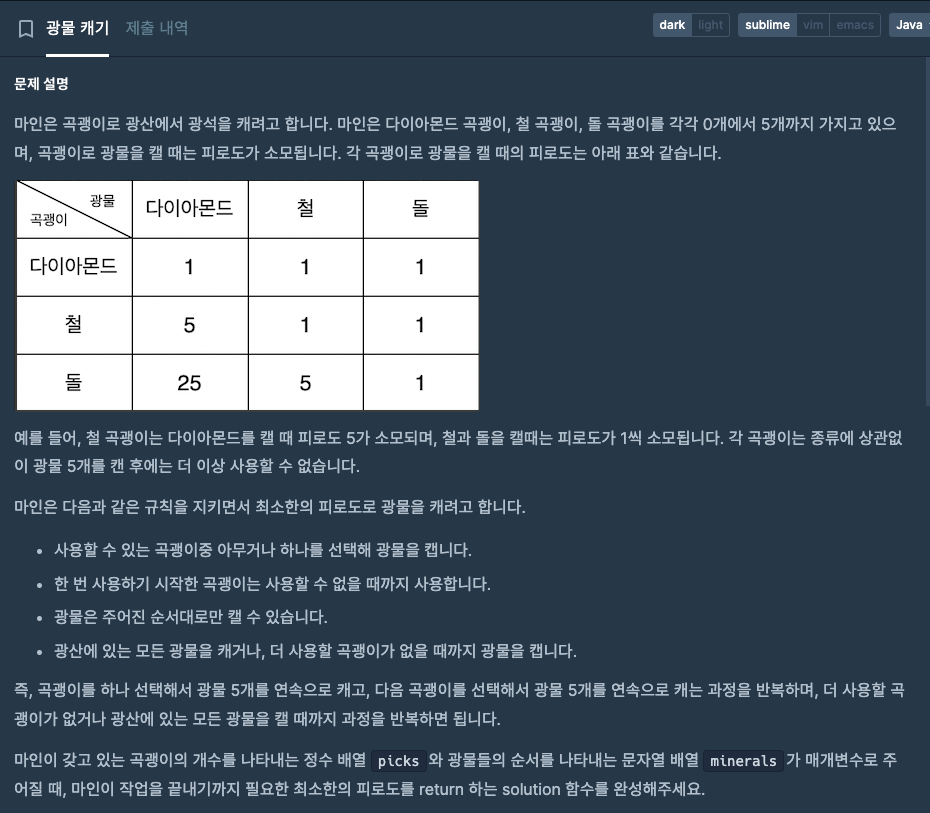 광물 캐기 제출 내역 dark light sublime vim emacs Java
문제 설명
마인은 곡괭이로 광산에서 광석을 캐려고 합니다. 마인은 다이아몬드 곡괭이, 철 곡괭이, 돌 곡괭이를 각각 0개에서 5개까지 가지고 있으
며, 곡괭이로 광물을 캘 때는 피로도가 소모됩니다. 각 곡괭이로 광물을 캘 때의 피로도는 아래 표와 같습니다.
광물
곡괭이
다이아몬드 철 돌
다이아몬드 1 1 1
철 5 1 1
돌 25 5 1
예를 들어, 철 곡괭이는 다이아몬드를 캘 때 피로도 5가 소모되며, 철과 돌을 캘때는 피로도가 1씩 소모됩니다. 각 곡괭이는 종류에 상관없
이 광물 5개를 캔 후에는 더 이상 사용할 수 없습니다.
마인은 다음과 같은 규칙을 지키면서 최소한의 피로도로 광물을 캐려고 합니다.
• 사용할 수 있는 곡괭이중 아무거나 하나를 선택해 광물을 캡니다.
• 한 번 사용하기 시작한 곡괭이는 사용할 수 없을 때까지 사용합니다.
• 광물은 주어진 순서대로만 캘 수 있습니다.
• 광산에 있는 모든 광물을 캐거나, 더 사용할 곡괭이가 없을 때까지 광물을 캡니다.
즉, 곡괭이를 하나 선택해서 광물 5개를 연속으로 캐고, 다음 곡괭이를 선택해서 광물 5개를 연속으로 캐는 과정을 반복하며, 더 사용할 곡
괭이가 없거나 광산에 있는 모든 광물을 캘 때까지 과정을 반복하면 됩니다.
마인이 갖고 있는 곡괭이의 개수를 나타내는 정수 배열 picks와 광물들의 순서를 나타내는 문자열 배열 minerals 가 매개변수로 주
어질 때, 마인이 작업을 끝내기까지 필요한 최소한의 피로도를 return 하는 solution 함수를 완성해주세요.